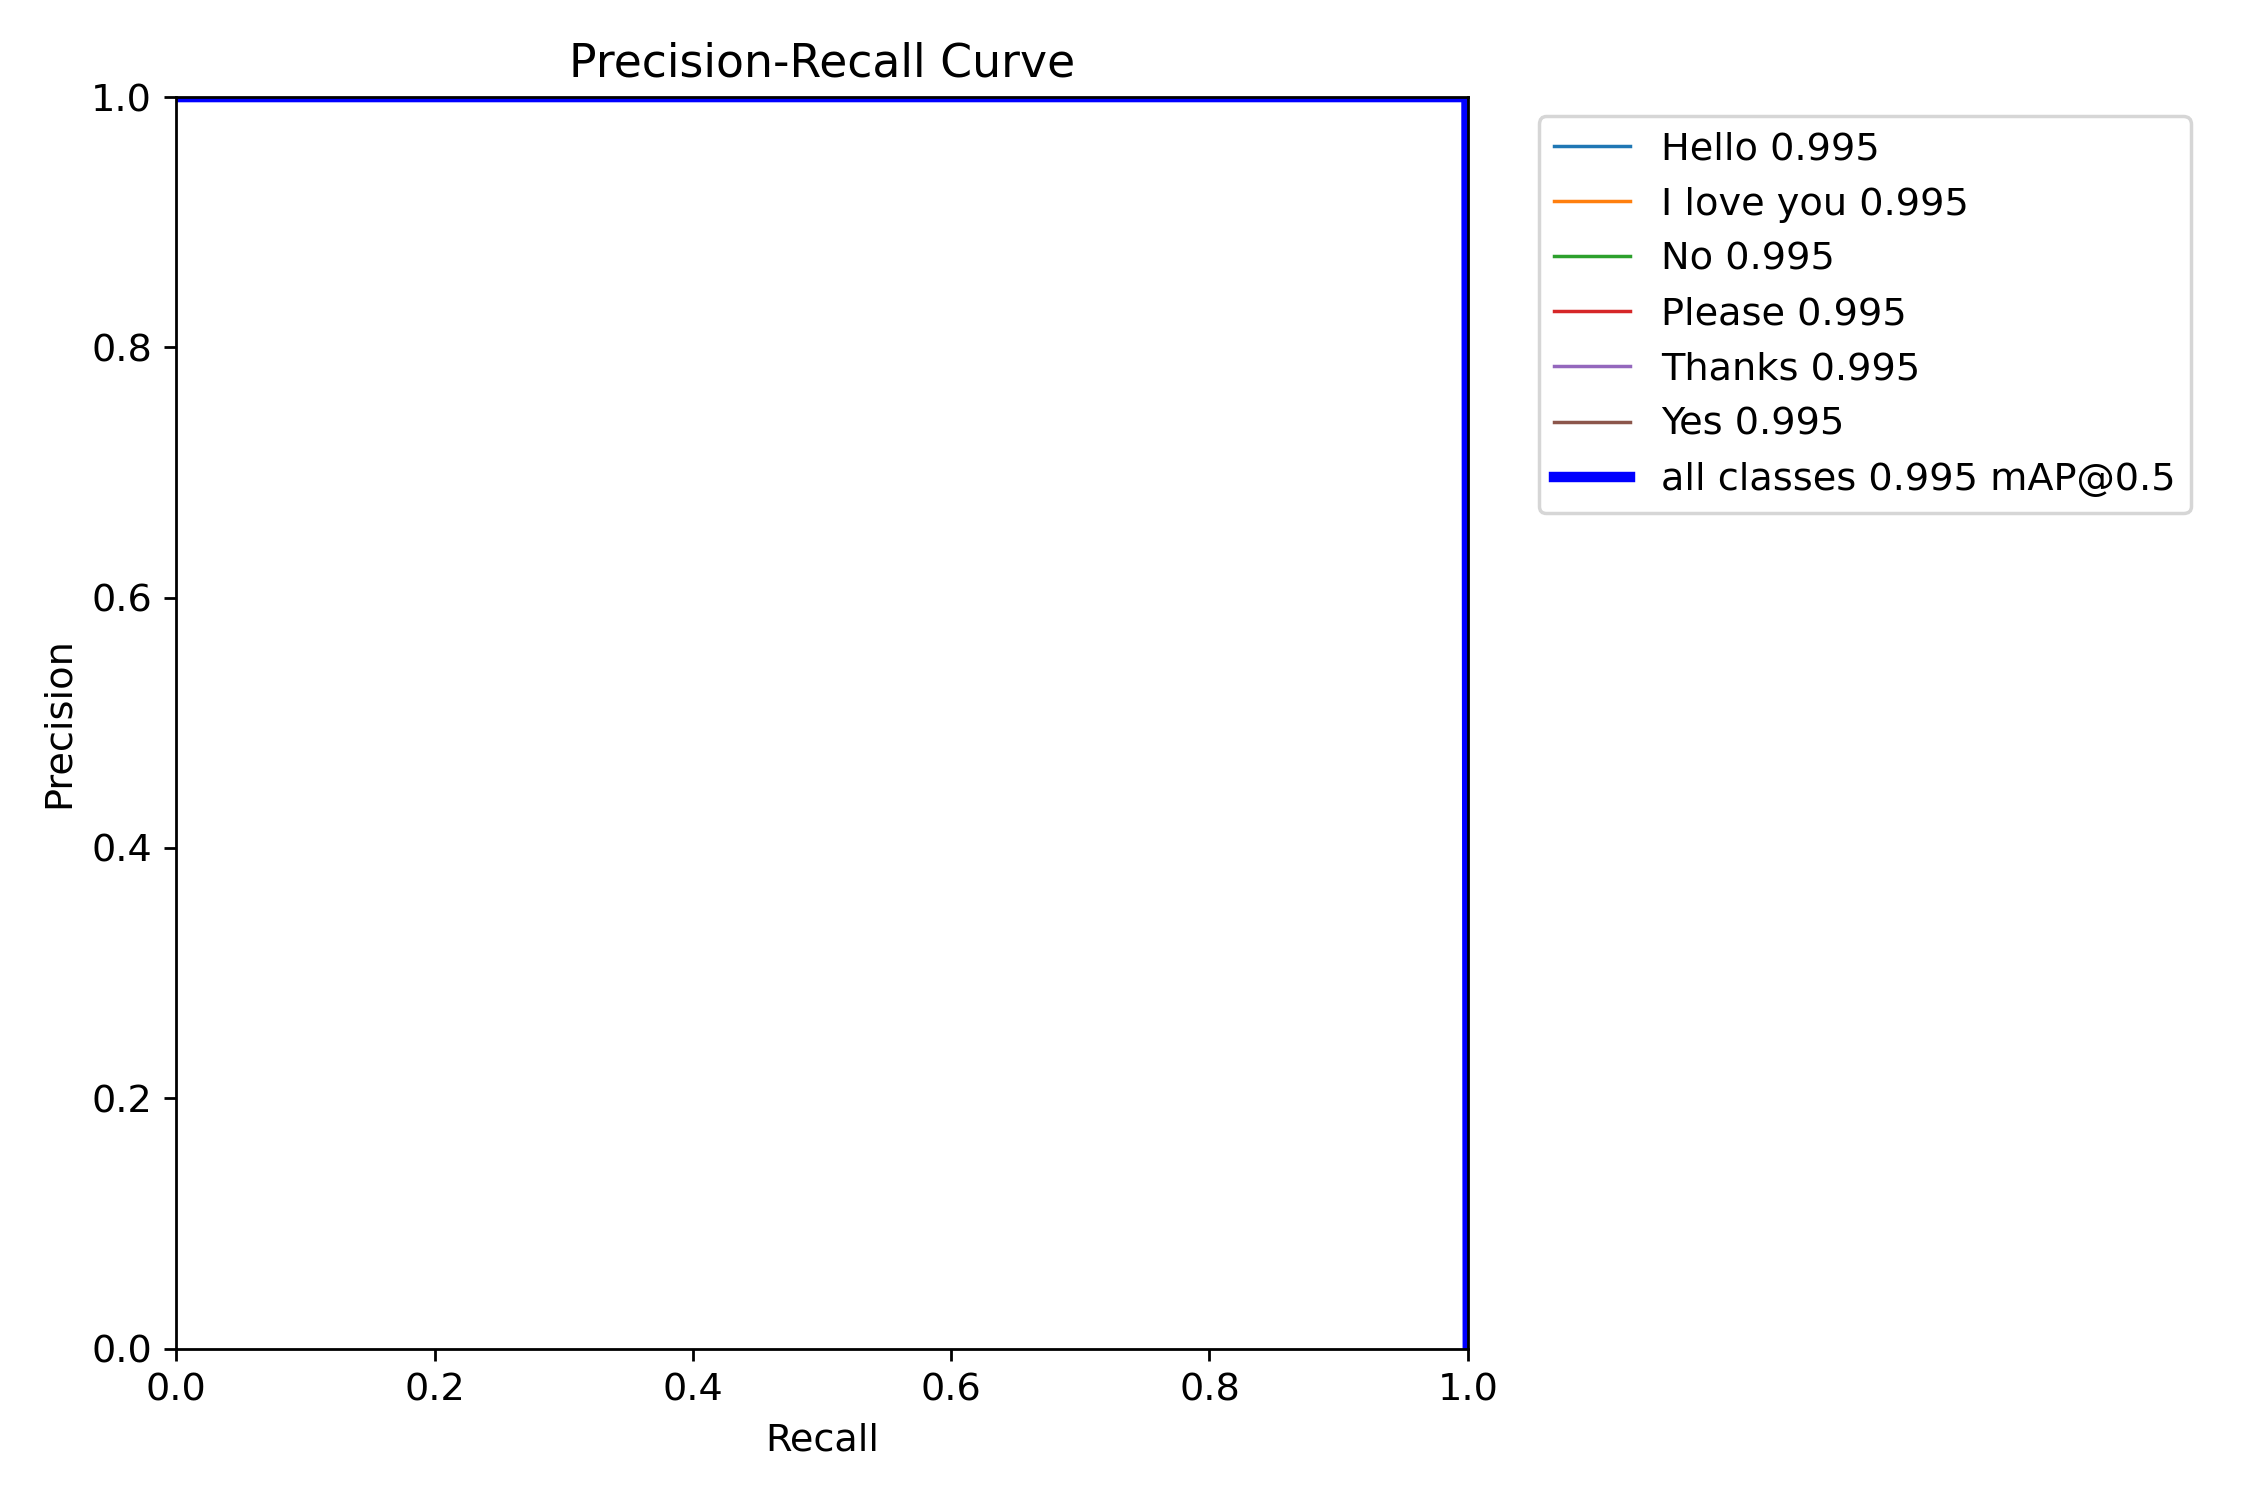 Precision-Recall Curve
1.0
0.8
0.6
0.4
0.2
0.0
Precision
0.0 0.2 0.4 0.6 0.8 1.0
Recall
Hello 0.995
I love you 0.995
No 0.995
Please 0.995
Thanks 0.995
Yes 0.995
all classes 0.995 mAP@0.5